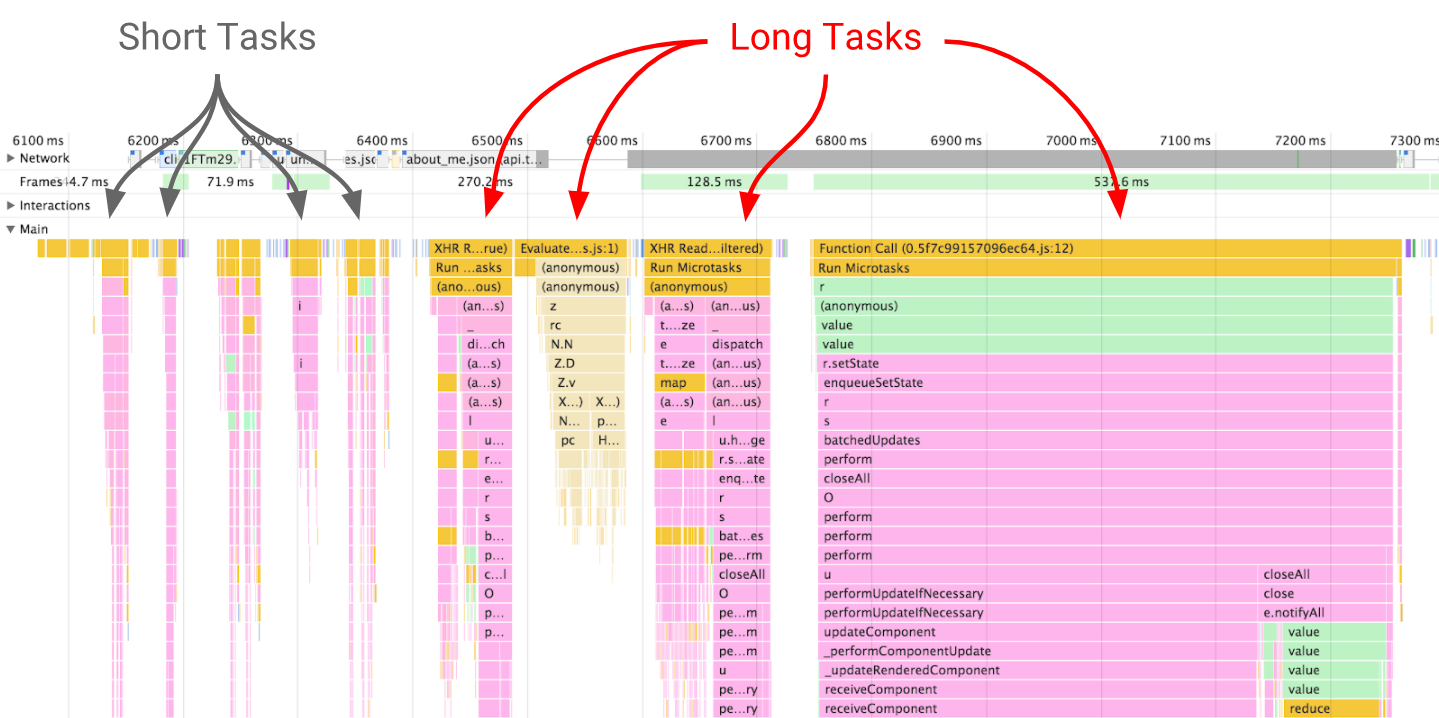 Short Tasks
Long Tasks
6100 ms 6200 ms 6300 ms 6400 ms 6500 ms 6600 ms 6700 ms 6800 ms 6900 ms 7000 ms 7100 ms 7200 ms 7300 ms
Network 1FTm29. un... es.jsc about_me.json (api.t...
Frames 4.7 ms 71.9 ms 270.2 ms 128.5 ms 537.6 ms
Interactions
Main
XHR R...rue) Evaluate...s.js:1) XHR Read...iltered) Function Call (0.5f7c99157096ec64.js:12)
Run ...asks (anonymous) Run Microtasks Run Microtasks
(ano...ous) (anonymous) (anonymous) r
i (an...s) z (a...s) (an...us) (anonymous)
_ rc t....ze _ value
di...ch N.N e dispatch value
i (a...s) Z.D t....ze (an...us) r.setState
(a...s) Z.v map (an...us) enqueueSetState
(a...s) X...) X...) (a...s) (an...us) r
l N... p... e l s
u... pc H... u.h...ge batchedUpdates
r... r.s...ate perform
e... enq...te closeAll
r r O
s s perform
b... bat...es perform
p... pe...rm perform
c...l closeAll u closeAll
O O performUpdateIfNecessary close
p... pe...m performUpdateIfNecessary e.notifyAll
p... pe...m updateComponent value
pe...m _performComponentUpdate value
u _updateRenderedComponent value
pe...ry receiveComponent value
pe...ry receiveComponent reduce